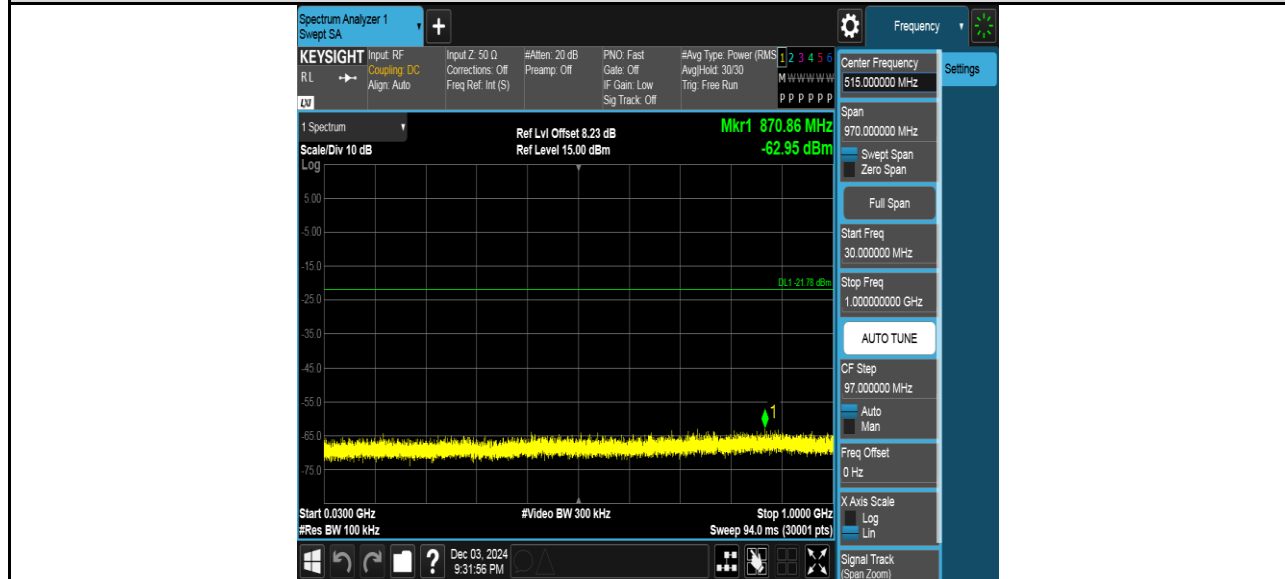 Spectrum Analyzer 1
Swept SA
+
Frequency
KEYSIGHT
RL
LXI
Input: RF
Coupling: DC
Align: Auto
Input Z: 50 Ω
Corrections: Off
Freq Ref: Int (S)
#Atten: 20 dB
Preamp: Off
PNO: Fast
Gate: Off
IF Gain: Low
Sig Track: Off
#Avg Type: Power (RMS
Avg|Hold: 30/30
Trig: Free Run
1 2 3 4 5 6
M W W W W W
P P P P P P
1 Spectrum
Scale/Div 10 dB
Log
Ref Lvl Offset 8.23 dB
Ref Level 15.00 dBm
Mkr1 870.86 MHz
-62.95 dBm
5.00
-5.00
-15.0
-25.0
-35.0
-45.0
-55.0
-65.0
-75.0
DL1 -21.78 dBm
1
Start 0.0300 GHz
#Res BW 100 kHz
#Video BW 300 kHz
Stop 1.0000 GHz
Sweep 94.0 ms (30001 pts)
?
Dec 03, 2024
9:31:56 PM
Center Frequency
515.000000 MHz
Settings
Span
970.000000 MHz
Swept Span
Zero Span
Full Span
Start Freq
30.000000 MHz
Stop Freq
1.000000000 GHz
AUTO TUNE
CF Step
97.000000 MHz
Auto
Man
Freq Offset
0 Hz
X Axis Scale
Log
Lin
Signal Track
(Span Zoom)